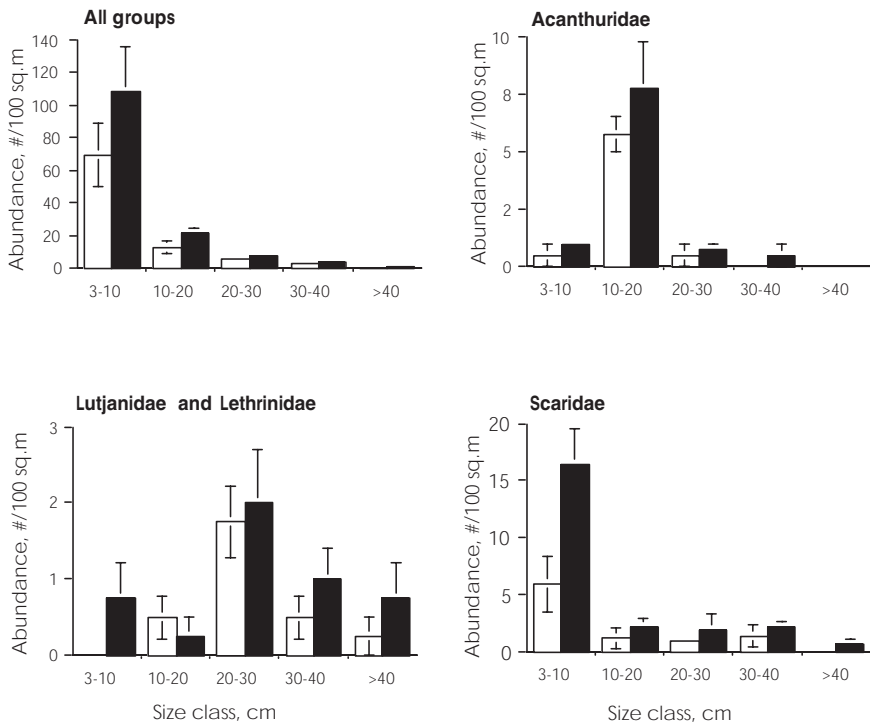 All groups
Abundance, #/100 sq.m
140
120
100
80
60
40
20
0
3-10 10-20 20-30 30-40 >40
Acanthuridae
Abundance, #/100 sq.m
10
8
5
2
0
3-10 10-20 20-30 30-40 >40
Lutjanidae and Lethrinidae
Abundance, #/100 sq.m
3
2
1
0
3-10 10-20 20-30 30-40 >40
Size class, cm
Scaridae
Abundance, #/100 sq.m
20
15
10
5
0
3-10 10-20 20-30 30-40 >40
Size class, cm